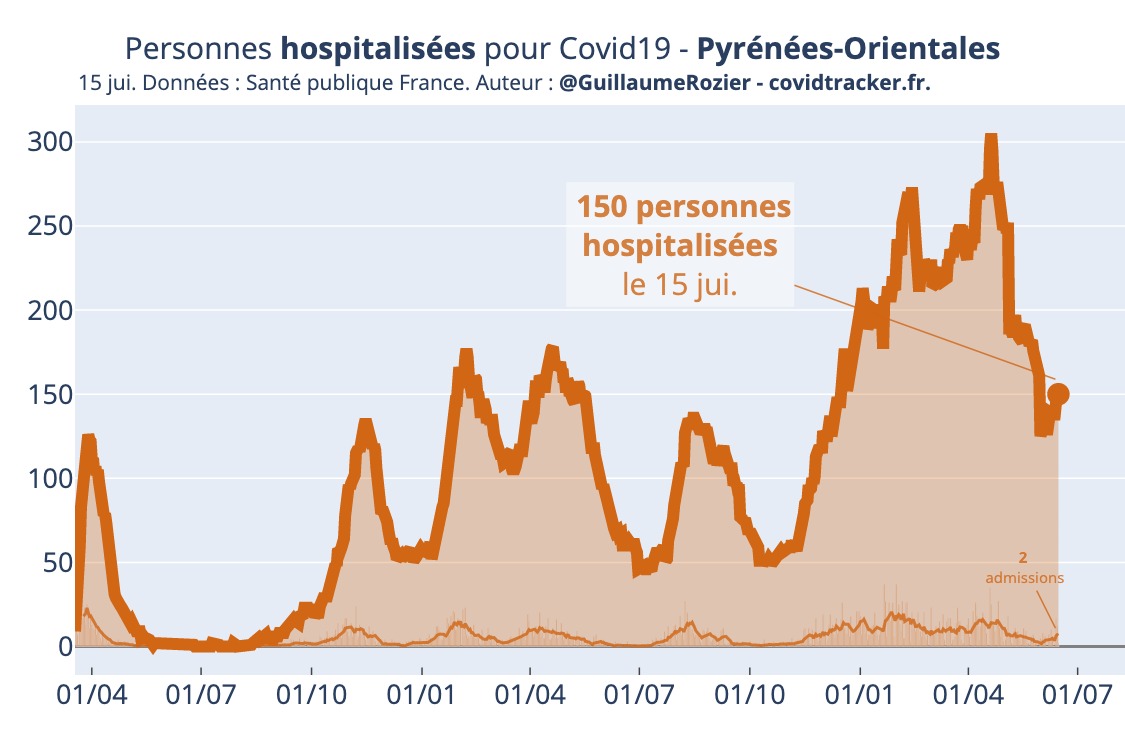 Personnes hospitalisées pour Covid19 - Pyrénées-Orientales
15 jui. Données : Santé publique France. Auteur : @GuillaumeRozier - covidtracker.fr.
300
250
200
150
100
50
0
150 personnes
hospitalisées
le 15 jui.
2
admissions
01/04 01/07 01/10 01/01 01/04 01/07 01/10 01/01 01/04 01/07